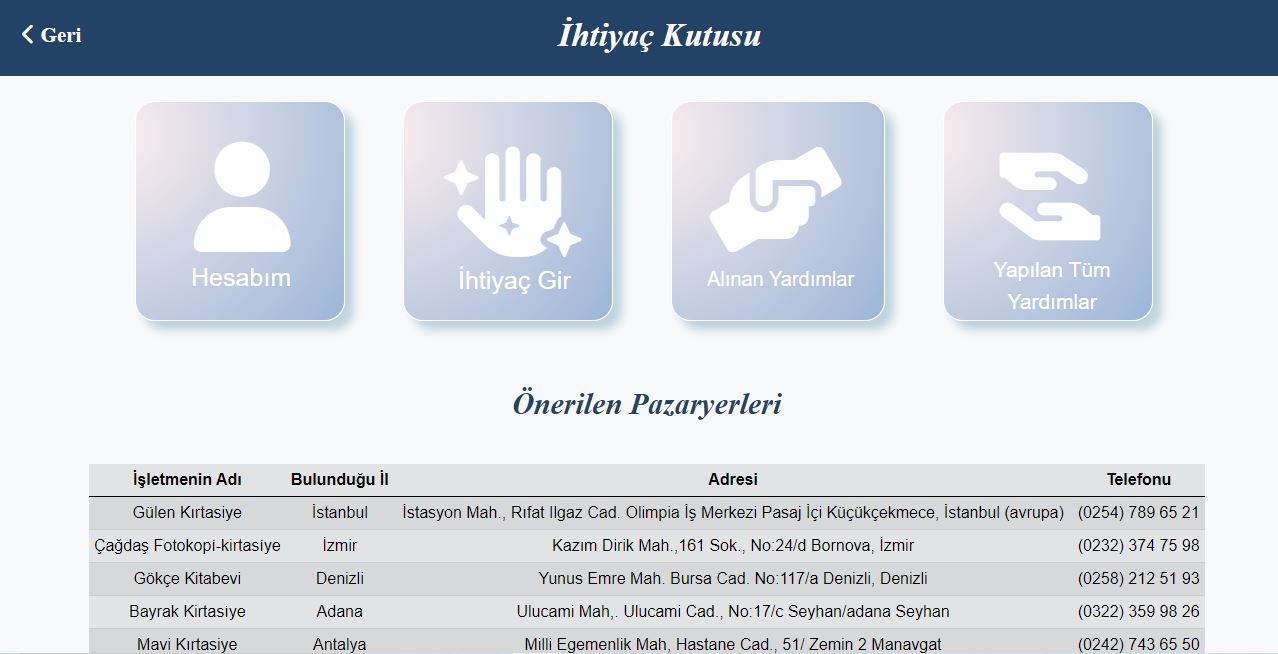 Geri
İhtiyaç Kutusu
Hesabım
İhtiyaç Gir
Alınan Yardımlar
Yapılan Tüm
Yardımlar
Önerilen Pazaryerleri
İşletmenin Adı Bulunduğu İl Adresi Telefonu
Gülen Kırtasiye İstanbul İstasyon Mah., Rıfat Ilgaz Cad. Olimpia İş Merkezi Pasaj İçi Küçükçekmece, İstanbul (avrupa) (0254) 789 65 21
Çağdaş Fotokopi-kirtasiye İzmir Kazım Dirik Mah.,161 Sok., No:24/d Bornova, İzmir (0232) 374 75 98
Gökçe Kitabevi Denizli Yunus Emre Mah. Bursa Cad. No:117/a Denizli, Denizli (0258) 212 51 93
Bayrak Kirtasiye Adana Ulucami Mah,. Ulucami Cad., No:17/c Seyhan/adana Seyhan (0322) 359 98 26
Mavi Kırtasiye Antalya Milli Egemenlik Mah, Hastane Cad., 51/ Zemin 2 Manavgat (0242) 743 65 50